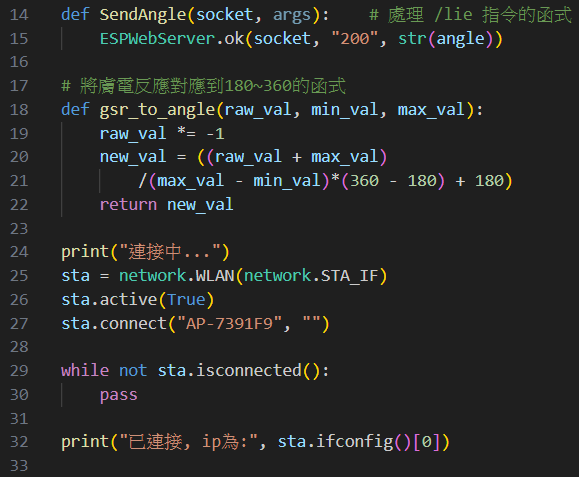 14 def SendAngle(socket, args):    # 處理 /lie 指令的函式
15     ESPWebServer.ok(socket, "200", str(angle))
16
17 # 將膚電反應對應到180~360的函式
18 def gsr_to_angle(raw_val, min_val, max_val):
19     raw_val *= -1
20     new_val = ((raw_val + max_val)
21         /(max_val - min_val)*(360 - 180) + 180)
22     return new_val
23
24 print("連接中...")
25 sta = network.WLAN(network.STA_IF)
26 sta.active(True)
27 sta.connect("AP-7391F9", "")
28
29 while not sta.isconnected():
30     pass
31
32 print("已連接, ip為:", sta.ifconfig()[0])
33